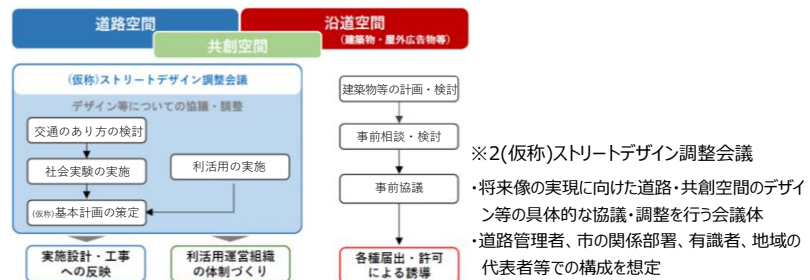 道路空間
沿道空間
(建築物・屋外広告物等)
共創空間
(仮称)ストリートデザイン調整会議
デザイン等についての協議・調整
交通のあり方の検討
社会実験の実施
利活用の実施
(仮称)基本計画の策定
実施設計・工事
への反映
利活用運営組織
の体制づくり
建築物等の計画・検討
事前相談・検討
事前協議
各種届出・許可
による誘導
※2(仮称)ストリートデザイン調整会議
・将来像の実現に向けた道路・共創空間のデザイ
ン等の具体的な協議・調整を行う会議体
・道路管理者、市の関係部署、有識者、地域の
代表者等での構成を想定